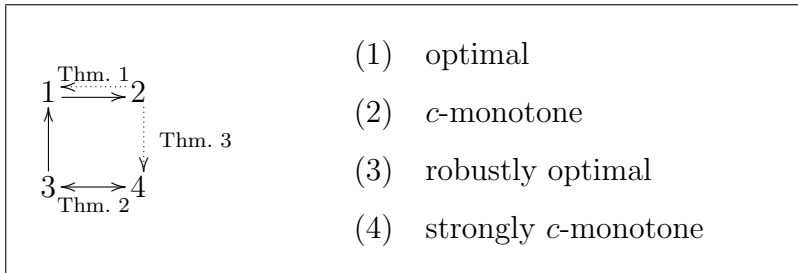 Thm. 1
1 2
Thm. 3
3 4
Thm. 2
(1) optimal
(2) c-monotone
(3) robustly optimal
(4) strongly c-monotone